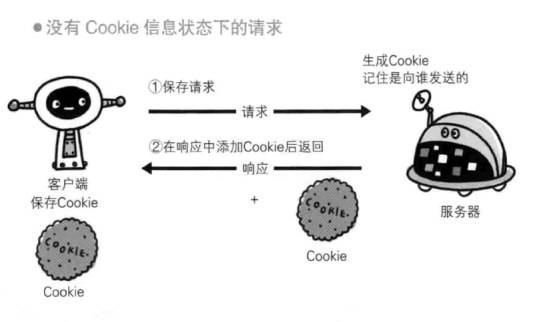 ●没有 Cookie 信息状态下的请求
生成Cookie
记住是向谁发送的
①保存请求
请求
②在响应中添加Cookie后返回
响应
客户端
保存Cookie
+
COOKIE.
服务器
COOKIE.
Cookie
Cookie